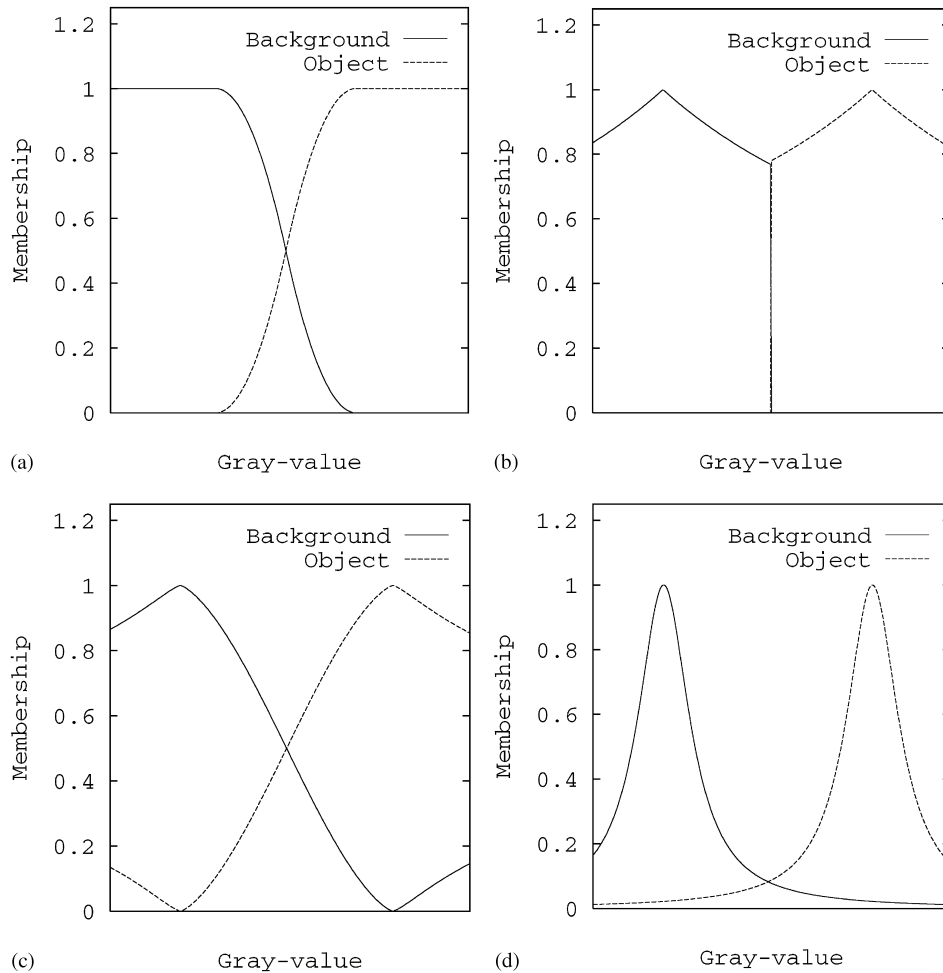 1.2
1
0.8
0.6
0.4
0.2
0
Membership
Background
Object
(a)
Gray-value
1.2
1
0.8
0.6
0.4
0.2
0
Membership
Background
Object
(b)
Gray-value
1.2
1
0.8
0.6
0.4
0.2
0
Membership
Background
Object
(c)
Gray-value
1.2
1
0.8
0.6
0.4
0.2
0
Membership
Background
Object
(d)
Gray-value